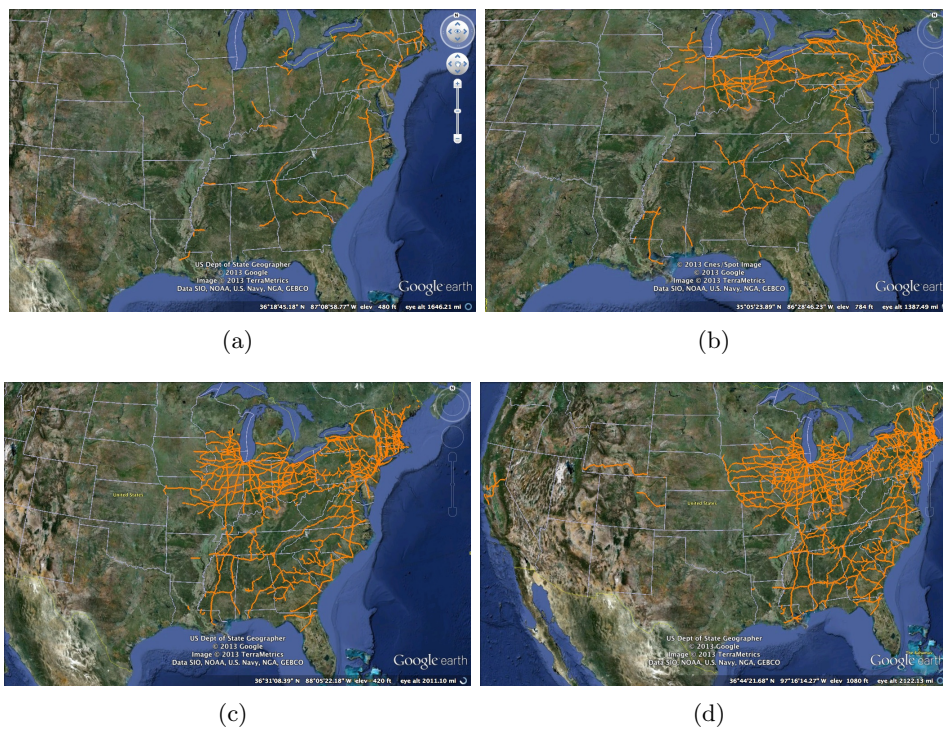 N
US Dept of State Geographer
© 2013 Google
Image © 2013 TerraMetrics
Data SIO, NOAA, U.S. Navy, NGA, GEBCO
Google earth
36°18'45.18" N 87°08'58.77" W elev 480 ft eye alt 1646.21 mi
(a)
N
© 2013 Cnes/Spot Image
© 2013 Google
Image © 2013 TerraMetrics
Data SIO, NOAA, U.S. Navy, NGA, GEBCO
Google earth
35°05'23.89" N 86°28'46.23" W elev 784 ft eye alt 1387.49 mi
(b)
N
United States
US Dept of State Geographer
© 2013 Google
Image © 2013 TerraMetrics
Data SIO, NOAA, U.S. Navy, NGA, GEBCO
Google earth
36°31'08.39" N 88°05'22.18" W elev 420 ft eye alt 2011.10 mi
(c)
N
United States
US Dept of State Geographer
© 2013 Google
Image © 2013 TerraMetrics
Data SIO, NOAA, U.S. Navy, NGA, GEBCO
Google earth
36°44'21.68" N 97°16'14.27" W elev 1080 ft eye alt 2122.13 mi
(d)